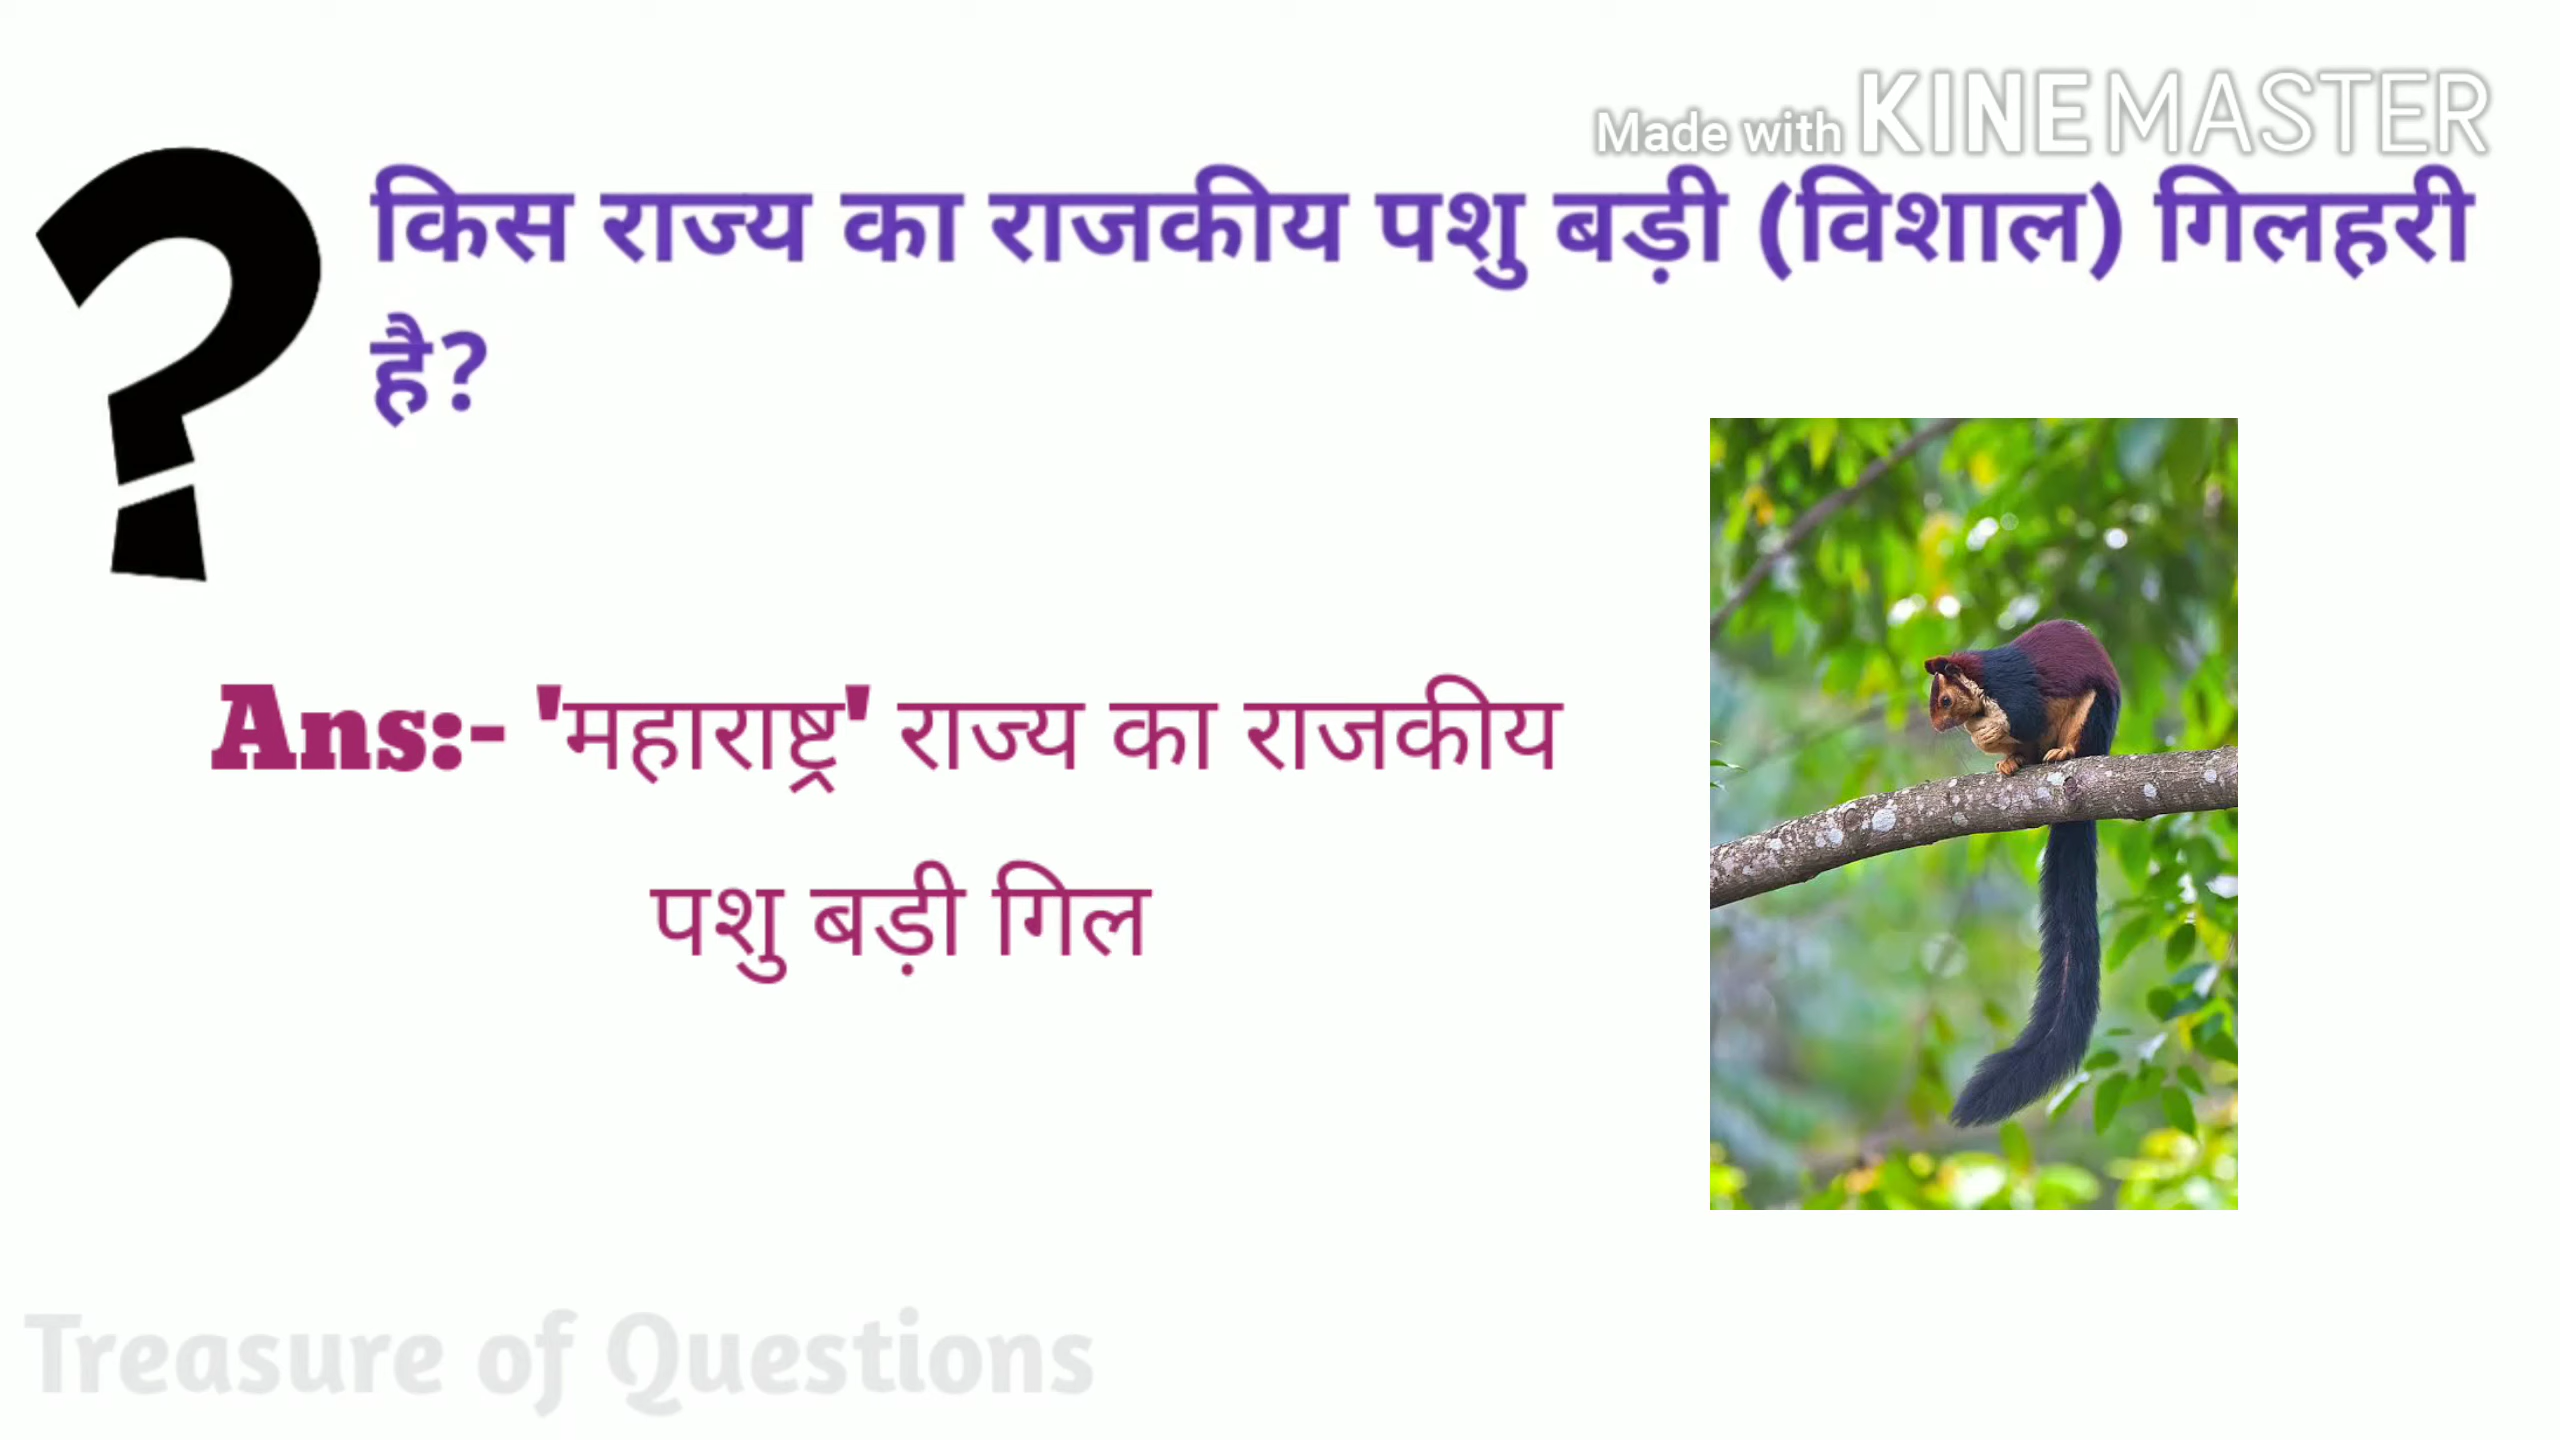 Made with KINEMASTER
किस राज्य का राजकीय पशु बड़ी (विशाल) गिलहरी
है?
Ans:- 'महाराष्ट्र' राज्य का राजकीय
पशु बड़ी गिल
Treasure of Questions